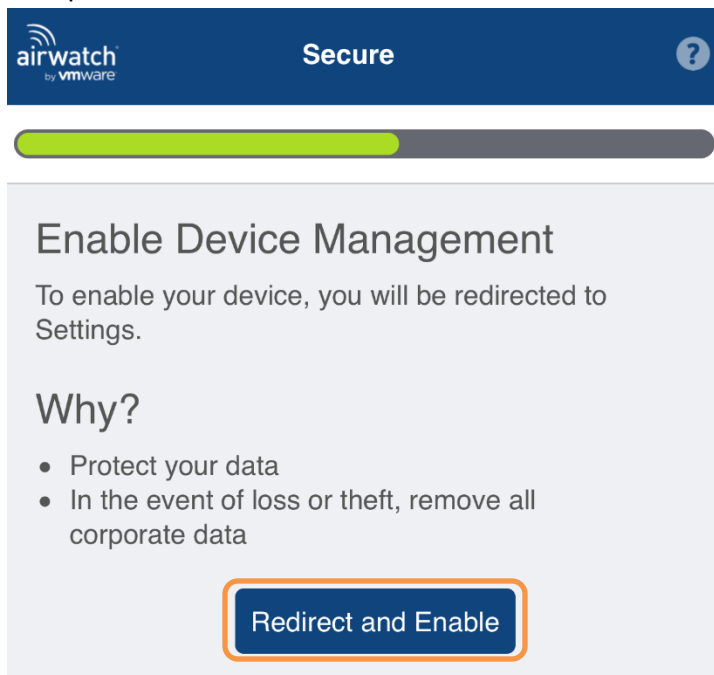 airwatch
by vmware
Secure
?
Enable Device Management
To enable your device, you will be redirected to
Settings.
Why?
• Protect your data
• In the event of loss or theft, remove all
corporate data
Redirect and Enable